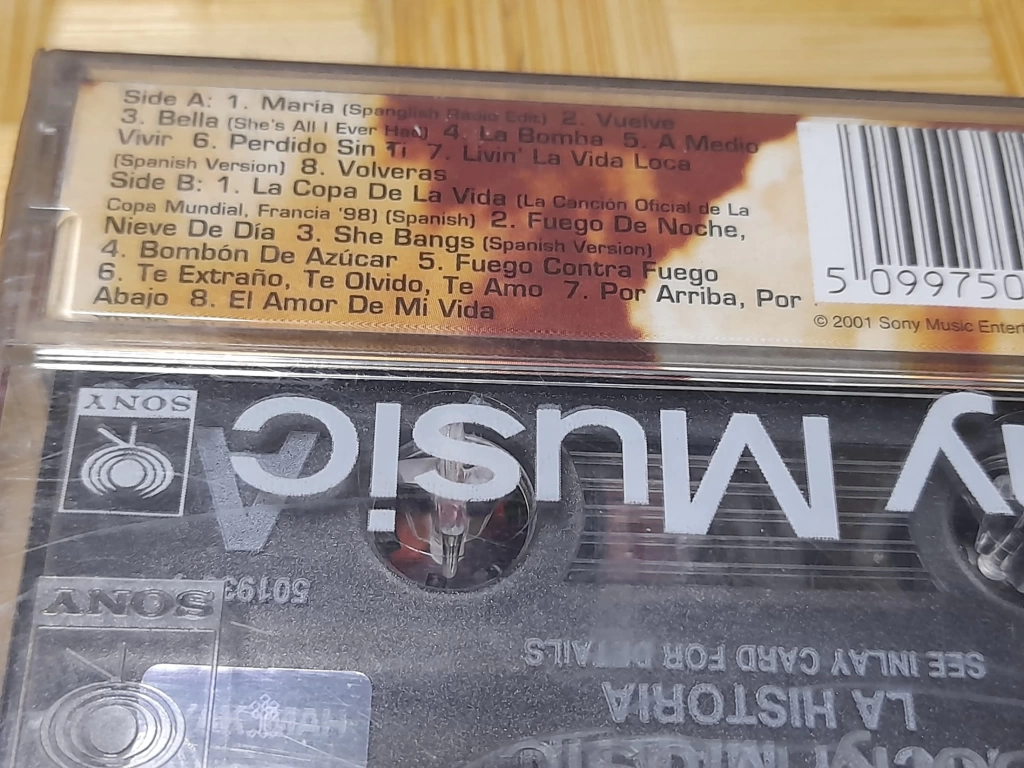 Side A: 1. María (Spanglish Radio Edit) 2. Vuelve
3. Bella (She's All I Ever Had) 4. La Bomba 5. A Medio
Vivir 6. Perdido Sin Ti 7. Livin' La Vida Loca
(Spanish Version) 8. Volveras
Side B: 1. La Copa De La Vida (La Canción Oficial de La
Copa Mundial, Francia '98) (Spanish) 2. Fuego De Noche,
Nieve De Día 3. She Bangs (Spanish Version)
4. Bombón De Azúcar 5. Fuego Contra Fuego
6. Te Extraño, Te Olvido, Te Amo 7. Por Arriba, Por
Abajo 8. El Amor De Mi Vida
5 099750
© 2001 Sony Music
SONY
Music
A
SONY
SEE INLAY CARD FOR DETAILS
LA HISTORIA